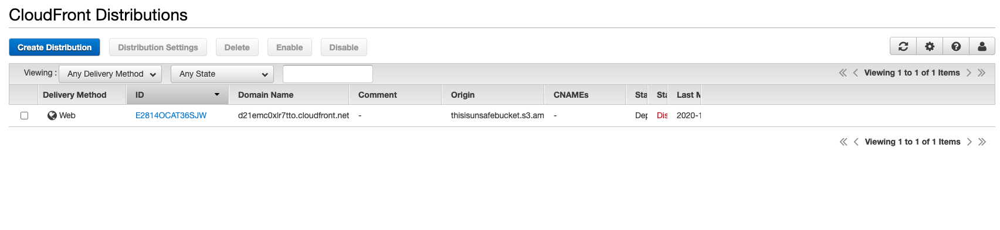 CloudFront Distributions
Create Distribution Distribution Settings Delete Enable Disable
Viewing : Any Delivery Method Any State Viewing 1 to 1 of 1 Items
Delivery Method ID Domain Name Comment Origin CNAMEs Sta Sta Last M
Web E2814OCAT36SJW d21emc0xlr7tto.cloudfront.net - thisisunsafebucket.s3.am - Dep Dis 2020-1
Viewing 1 to 1 of 1 Items